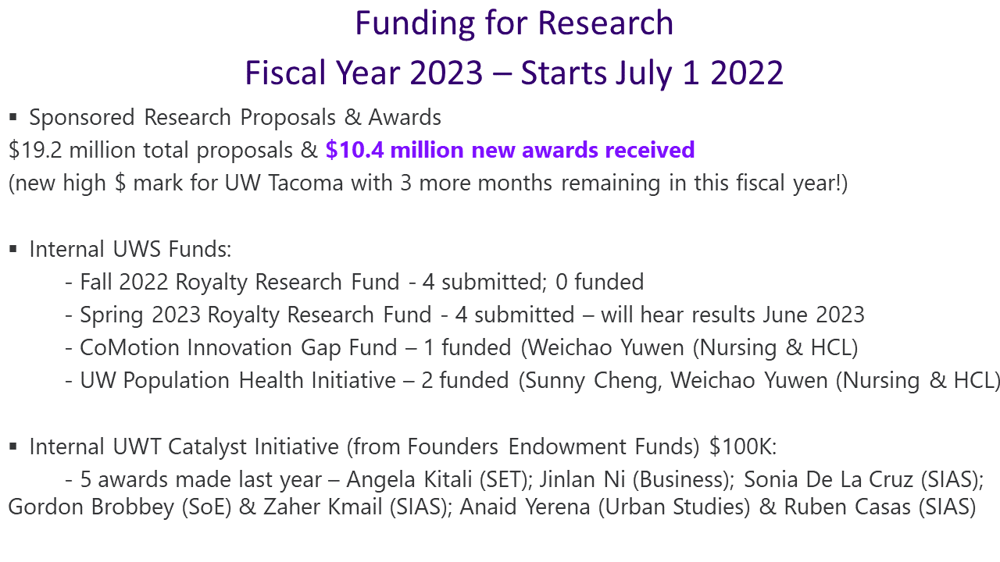 Funding for Research
Fiscal Year 2023 – Starts July 1 2022
▪ Sponsored Research Proposals & Awards
$19.2 million total proposals & $10.4 million new awards received
(new high $ mark for UW Tacoma with 3 more months remaining in this fiscal year!)
▪ Internal UWS Funds:
- Fall 2022 Royalty Research Fund - 4 submitted; 0 funded
- Spring 2023 Royalty Research Fund - 4 submitted – will hear results June 2023
- CoMotion Innovation Gap Fund – 1 funded (Weichao Yuwen (Nursing & HCL)
- UW Population Health Initiative – 2 funded (Sunny Cheng, Weichao Yuwen (Nursing & HCL)
▪ Internal UWT Catalyst Initiative (from Founders Endowment Funds) $100K:
- 5 awards made last year – Angela Kitali (SET); Jinlan Ni (Business); Sonia De La Cruz (SIAS);
Gordon Brobbey (SoE) & Zaher Kmail (SIAS); Anaid Yerena (Urban Studies) & Ruben Casas (SIAS)